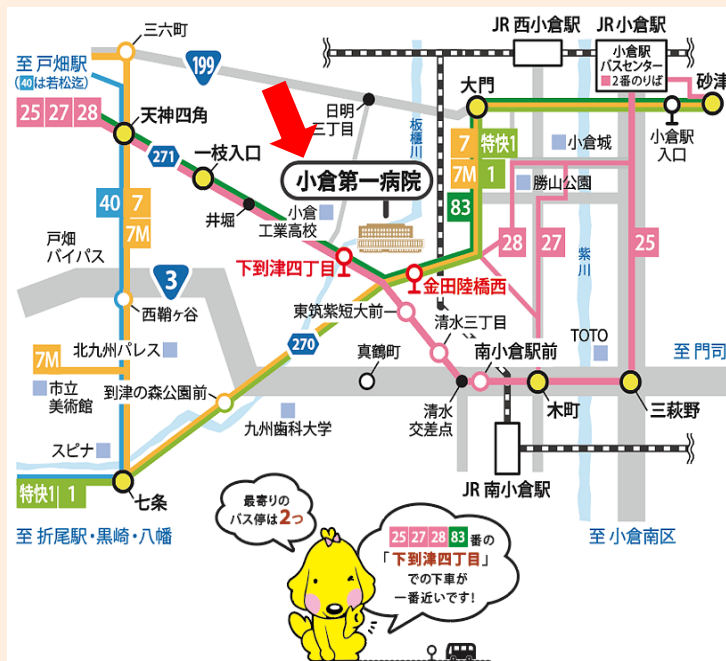 三六町
JR 西小倉駅
JR 小倉駅
小倉駅
バスセンター
2番のりば
至 戸畑駅
(40は若松迄)
199
25 27 28
天神四角
271
一枝入口
日明
三丁目
板櫃川
大門
砂津
小倉駅
入口
7 特快1
7M 1
83
小倉城
勝山公園
小倉第一病院
井堀
小倉
工業高校
40 7
7M
28
27
25
紫川
戸畑
バイパス
3
下到津四丁目
金田陸橋西
西鞘ヶ谷
東筑紫短大前
清水三丁目
270
北九州パレス
真鶴町
南小倉駅前
TOTO
至 門司
7M
市立
美術館
到津の森公園前
九州歯科大学
清水
交差点
木町
三萩野
スピナ
特快1 1
七条
JR 南小倉駅
至 折尾駅・黒崎・八幡
至 小倉南区
最寄りの
バス停は2つ
25 27 28 83 番の
「下到津四丁目」
での下車が
一番近いです!